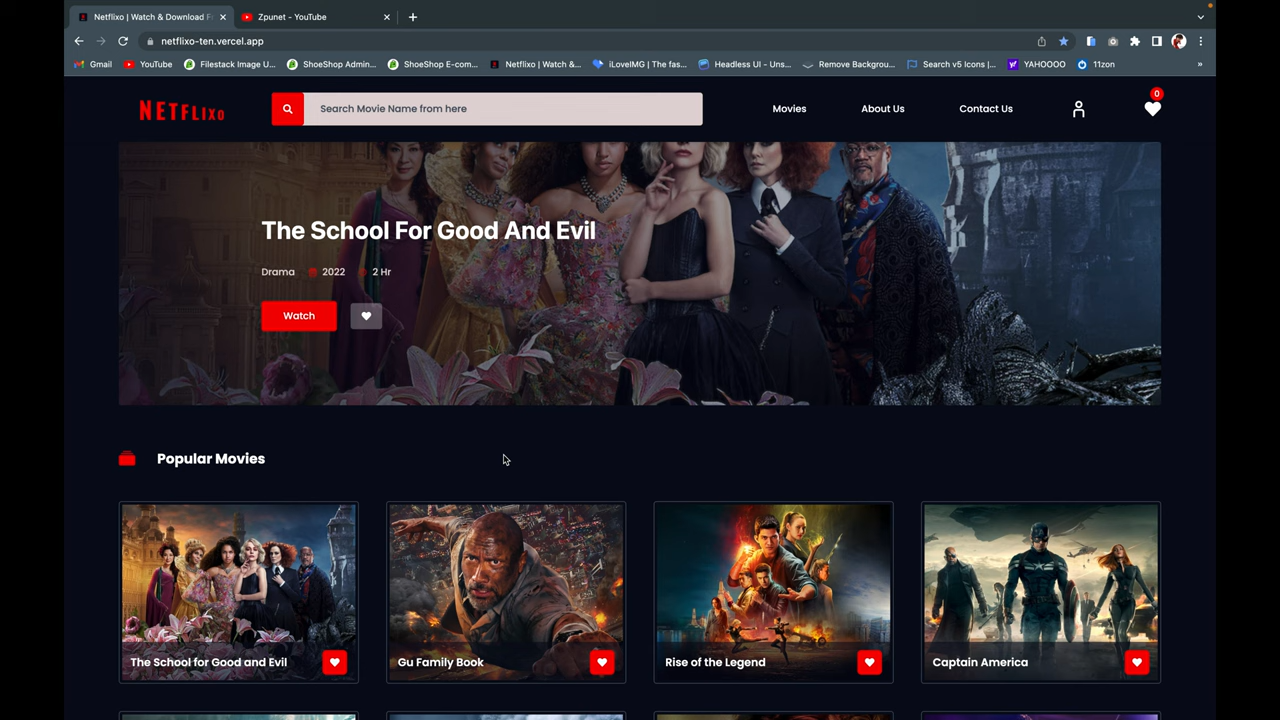 Netflixo | Watch & Download F
Zpunet - YouTube
netflixo-ten.vercel.app
Gmail
YouTube
Filestack Image U...
ShoeShop Admin...
ShoeShop E-com...
Netflixo | Watch &...
iLoveIMG | The fas...
Headless UI - Uns...
Remove Backgrou...
Search v5 Icons |...
YAHOOOO
11zon
NETFLIXO
Search Movie Name from here
Movies
About Us
Contact Us
0
The School For Good And Evil
Drama 2022 2 Hr
Watch
Popular Movies
The School for Good and Evil
Gu Family Book
Rise of the Legend
Captain America